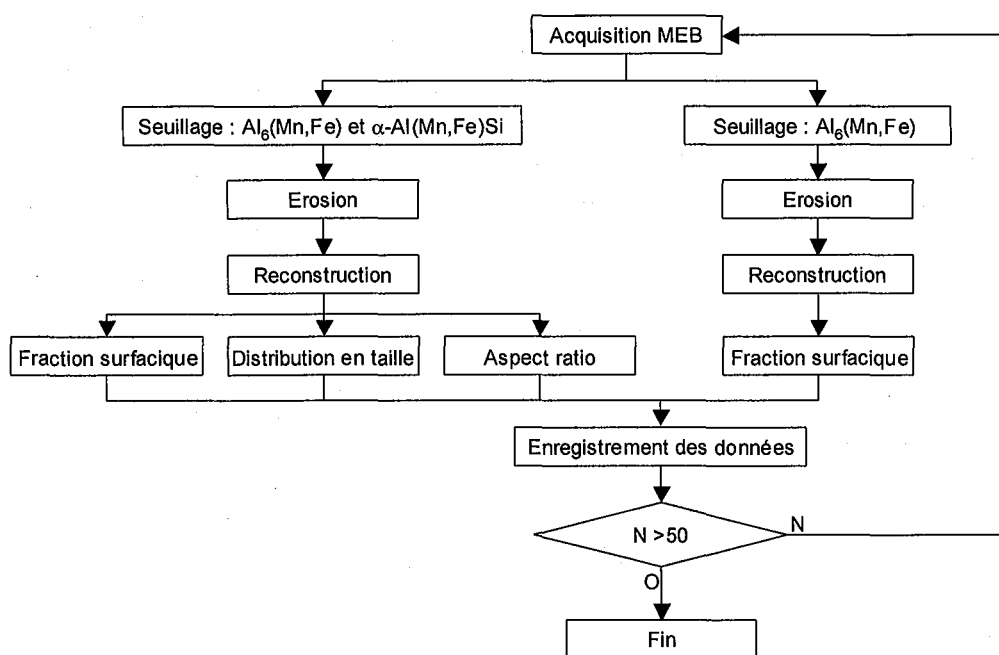 Acquisition MEB
Seuillage : Al₆(Mn,Fe) et α-Al(Mn,Fe)Si
Seuillage : Al₆(Mn,Fe)
Erosion
Erosion
Reconstruction
Reconstruction
Fraction surfacique
Distribution en taille
Aspect ratio
Fraction surfacique
Enregistrement des données
N >50
N
O
Fin